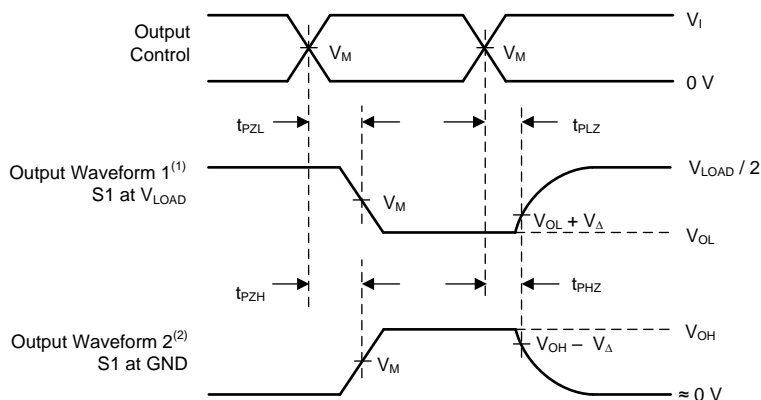 Output
Control
V_I
V_M
V_M
0 V
t_PZL
t_PLZ
Output Waveform 1^(1)
S1 at V_LOAD
V_LOAD / 2
V_M
V_OL + V_Δ
V_OL
t_PZH
t_PHZ
Output Waveform 2^(2)
S1 at GND
V_OH
V_OH – V_Δ
V_M
≈ 0 V